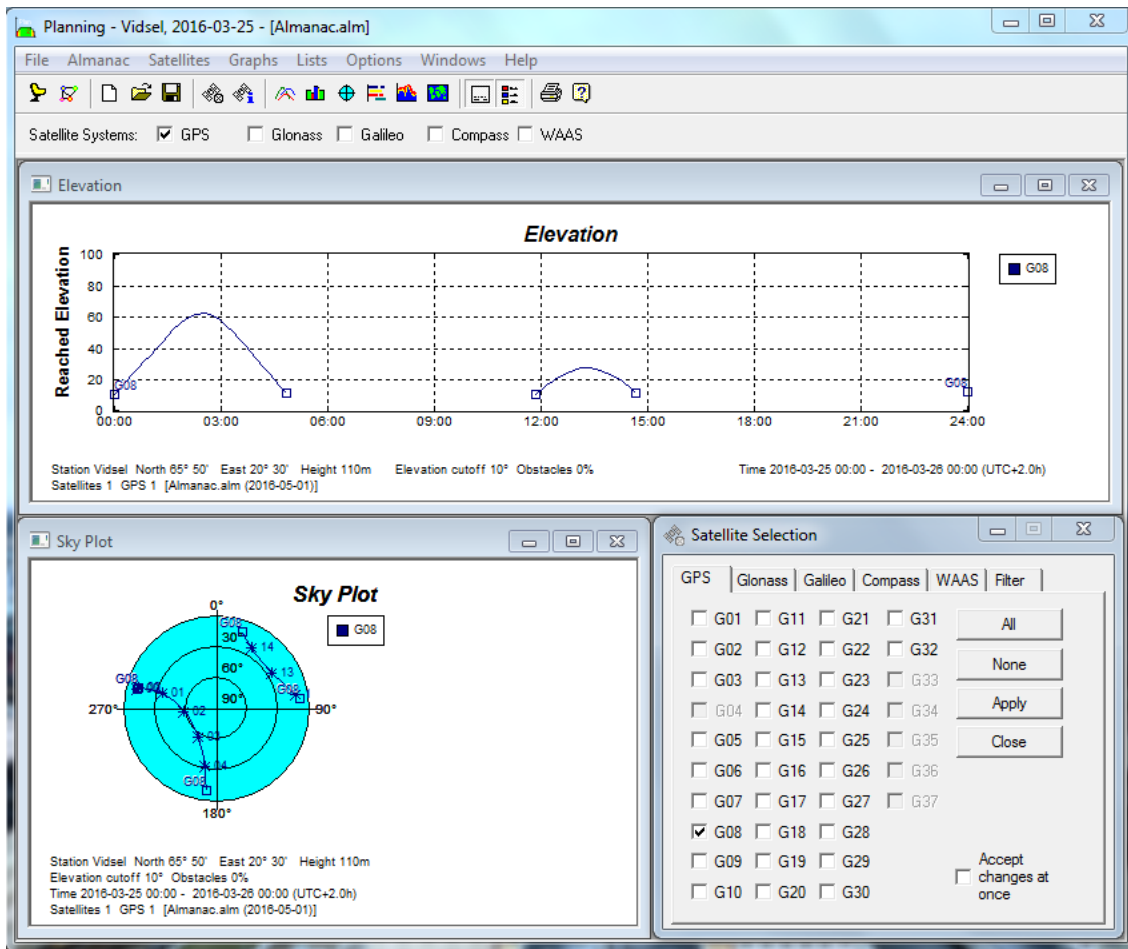 Planning - Vidsel, 2016-03-25 - [Almanac.alm]
File Almanac Satellites Graphs Lists Options Windows Help
Satellite Systems: GPS Glonass Galileo Compass WAAS
Elevation
Elevation
Reached Elevation
100
80
60
40
20
0
G08
G08
G08
00:00 03:00 06:00 09:00 12:00 15:00 18:00 21:00 24:00
Station Vidsel North 65° 50' East 20° 30' Height 110m Elevation cutoff 10° Obstacles 0% Time 2016-03-25 00:00 - 2016-03-26 00:00 (UTC+2.0h)
Satellites 1 GPS 1 [Almanac.alm (2016-05-01)]
Sky Plot
Sky Plot
G08
0°
G08
30°
14
60°
13
G08
G08
01
90°
270°
02
90°
03
04
G08
180°
Station Vidsel North 65° 50' East 20° 30' Height 110m
Elevation cutoff 10° Obstacles 0%
Time 2016-03-25 00:00 - 2016-03-26 00:00 (UTC+2.0h)
Satellites 1 GPS 1 [Almanac.alm (2016-05-01)]
Satellite Selection
GPS Glonass Galileo Compass WAAS Filter
G01 G11 G21 G31 All
G02 G12 G22 G32
G03 G13 G23 G33 None
G04 G14 G24 G34 Apply
G05 G15 G25 G35 Close
G06 G16 G26 G36
G07 G17 G27 G37
G08 G18 G28
G09 G19 G29
G10 G20 G30
Accept
changes at
once